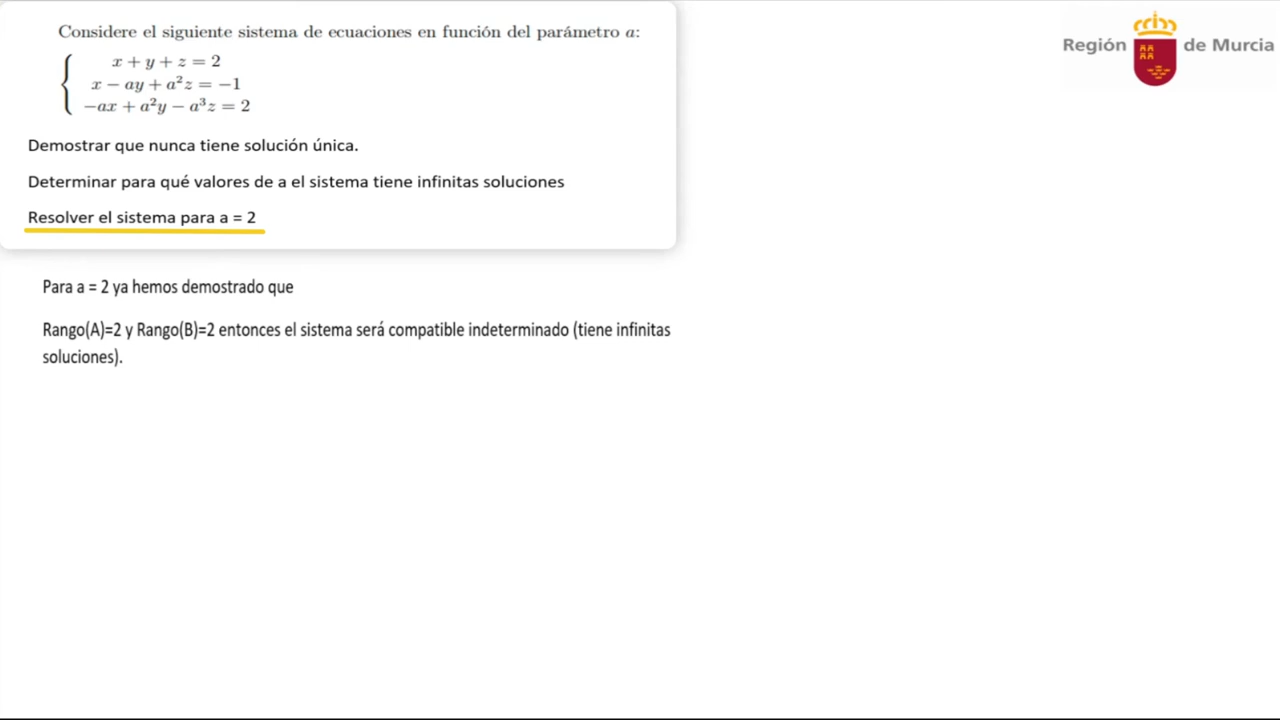 Considere el siguiente sistema de ecuaciones en función del parámetro a:
x + y + z = 2
x − ay + a²z = −1
−ax + a²y − a³z = 2
Región de Murcia
Demostrar que nunca tiene solución única.
Determinar para qué valores de a el sistema tiene infinitas soluciones
Resolver el sistema para a = 2
Para a = 2 ya hemos demostrado que
Rango(A)=2 y Rango(B)=2 entonces el sistema será compatible indeterminado (tiene infinitas
soluciones).